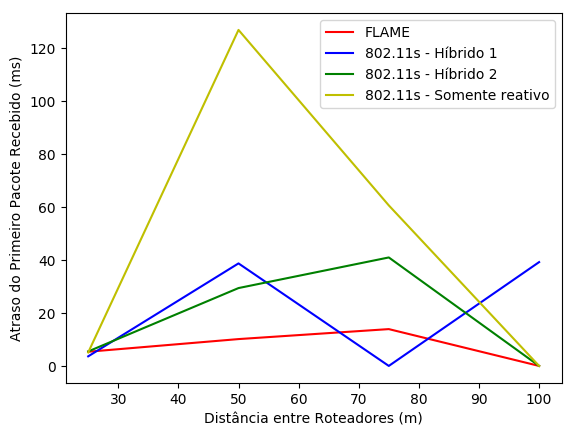 FLAME
802.11s - Híbrido 1
802.11s - Híbrido 2
802.11s - Somente reativo
Atraso do Primeiro Pacote Recebido (ms)
120
100
80
60
40
20
0
30 40 50 60 70 80 90 100
Distância entre Roteadores (m)